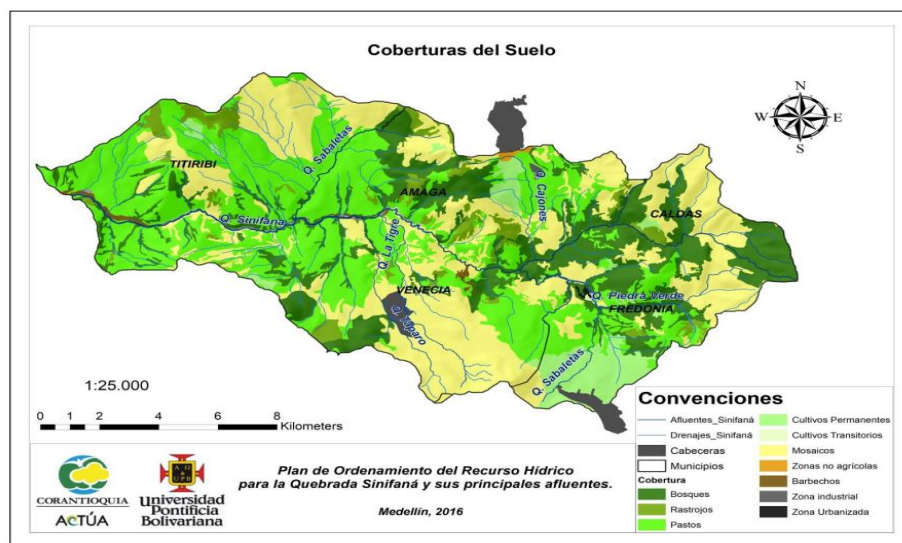 Coberturas del Suelo
N
W E
S
TITIRIBI
Q. Sabaletas
AMAGA
Q. Cajones
CALDAS
Q. Sinifana
Q. La Tigre
VENECIA
Q. Piedra Verde
FREDONIA
Q. Túparo
Q. Sabaletas
1:25.000
0 2 4 6 8
Kilometers
Convenciones
Afluentes_Sinifaná
Drenajes_Sinifaná
Cabeceras
Municipios
Cobertura
Bosques
Rastrojos
Pastos
Cultivos Permanentes
Cultivos Transitorios
Mosaicos
Zonas no agrícolas
Barbechos
Zona industrial
Zona Urbanizada
CORANTIOQUIA
ACTÚA
Universidad
Pontificia
Bolivariana
Plan de Ordenamiento del Recurso Hídrico
para la Quebrada Sinifaná y sus principales afluentes.
Medellín, 2016